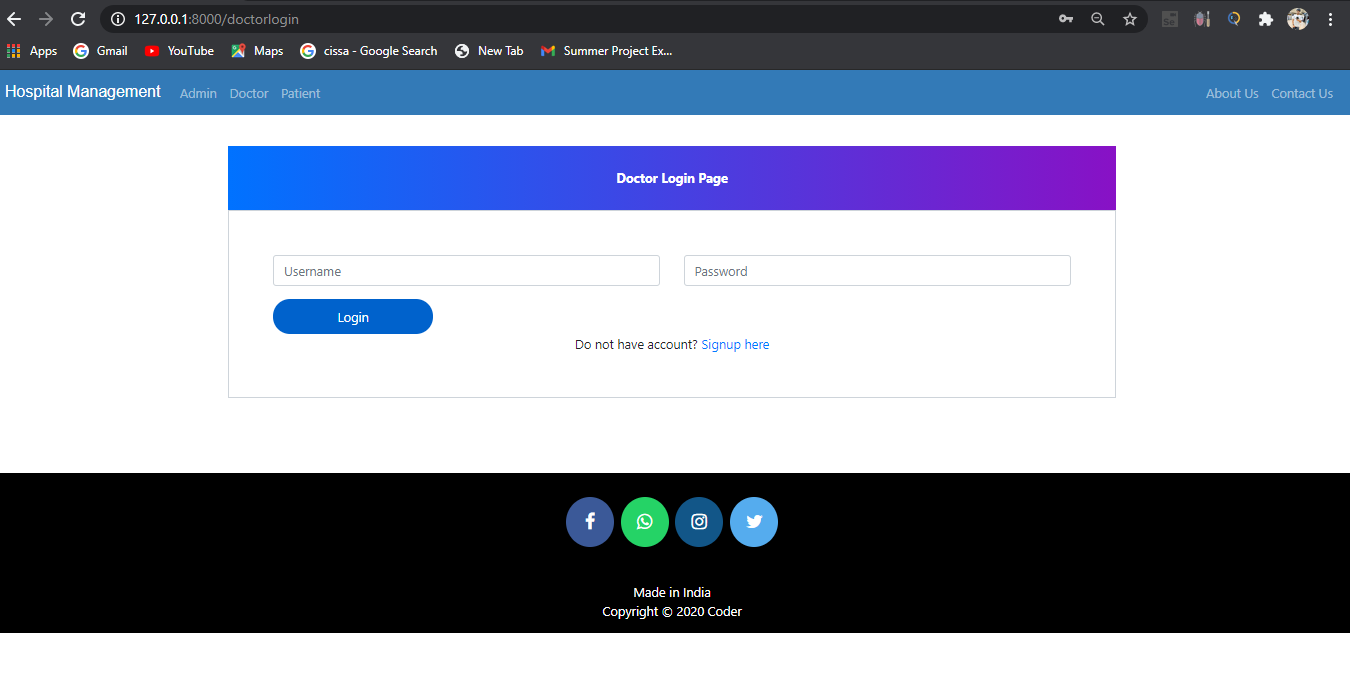 127.0.0.1:8000/doctorlogin
Apps Gmail YouTube Maps cissa - Google Search New Tab Summer Project Ex...
Hospital Management Admin Doctor Patient About Us Contact Us
Doctor Login Page
Username Password
Login
Do not have account? Signup here
Made in India
Copyright © 2020 Coder